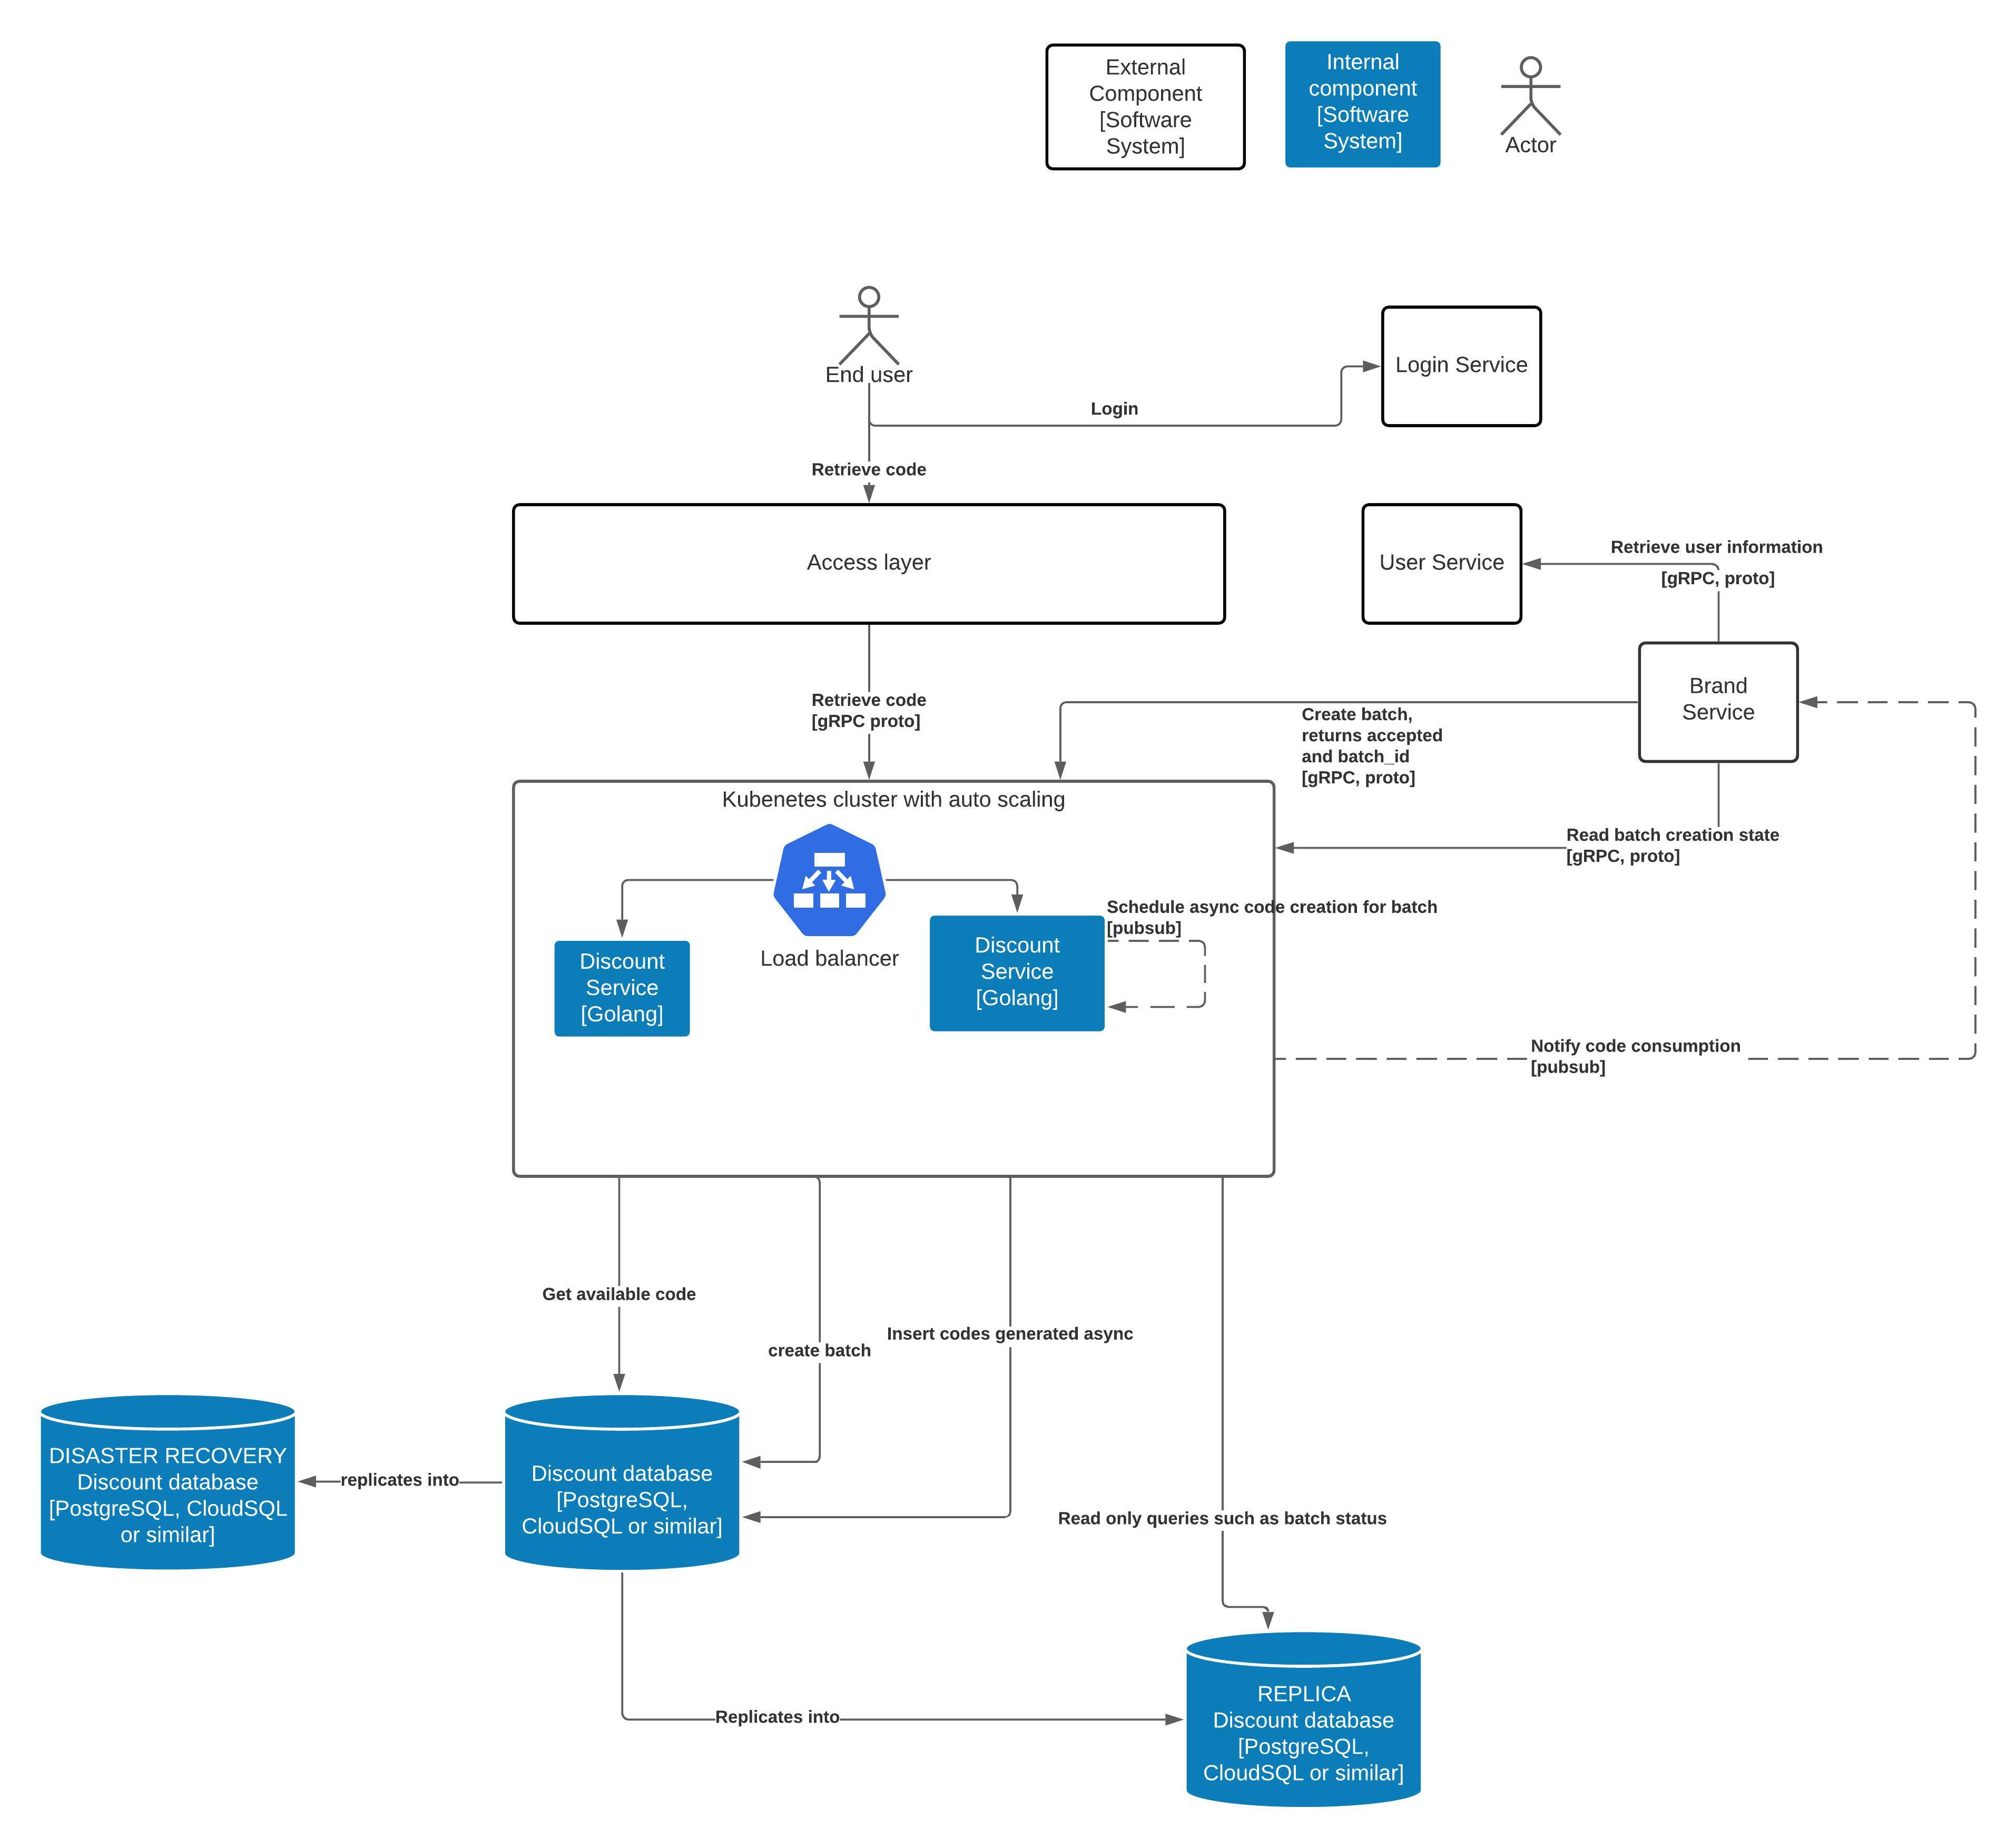 External
Component
[Software
System]
Internal
component
[Software
System]
Actor
End user
Login Service
Login
Retrieve code
Access layer
User Service
Retrieve user information
[gRPC, proto]
Brand
Service
Retrieve code
[gRPC proto]
Create batch,
returns accepted
and batch_id
[gRPC, proto]
Kubenetes cluster with auto scaling
Read batch creation state
[gRPC, proto]
Schedule async code creation for batch
[pubsub]
Load balancer
Discount
Service
[Golang]
Discount
Service
[Golang]
Notify code consumption
[pubsub]
Get available code
create batch
Insert codes generated async
DISASTER RECOVERY
Discount database
[PostgreSQL, CloudSQL
or similar]
replicates into
Discount database
[PostgreSQL,
CloudSQL or similar]
Read only queries such as batch status
Replicates into
REPLICA
Discount database
[PostgreSQL,
CloudSQL or similar]